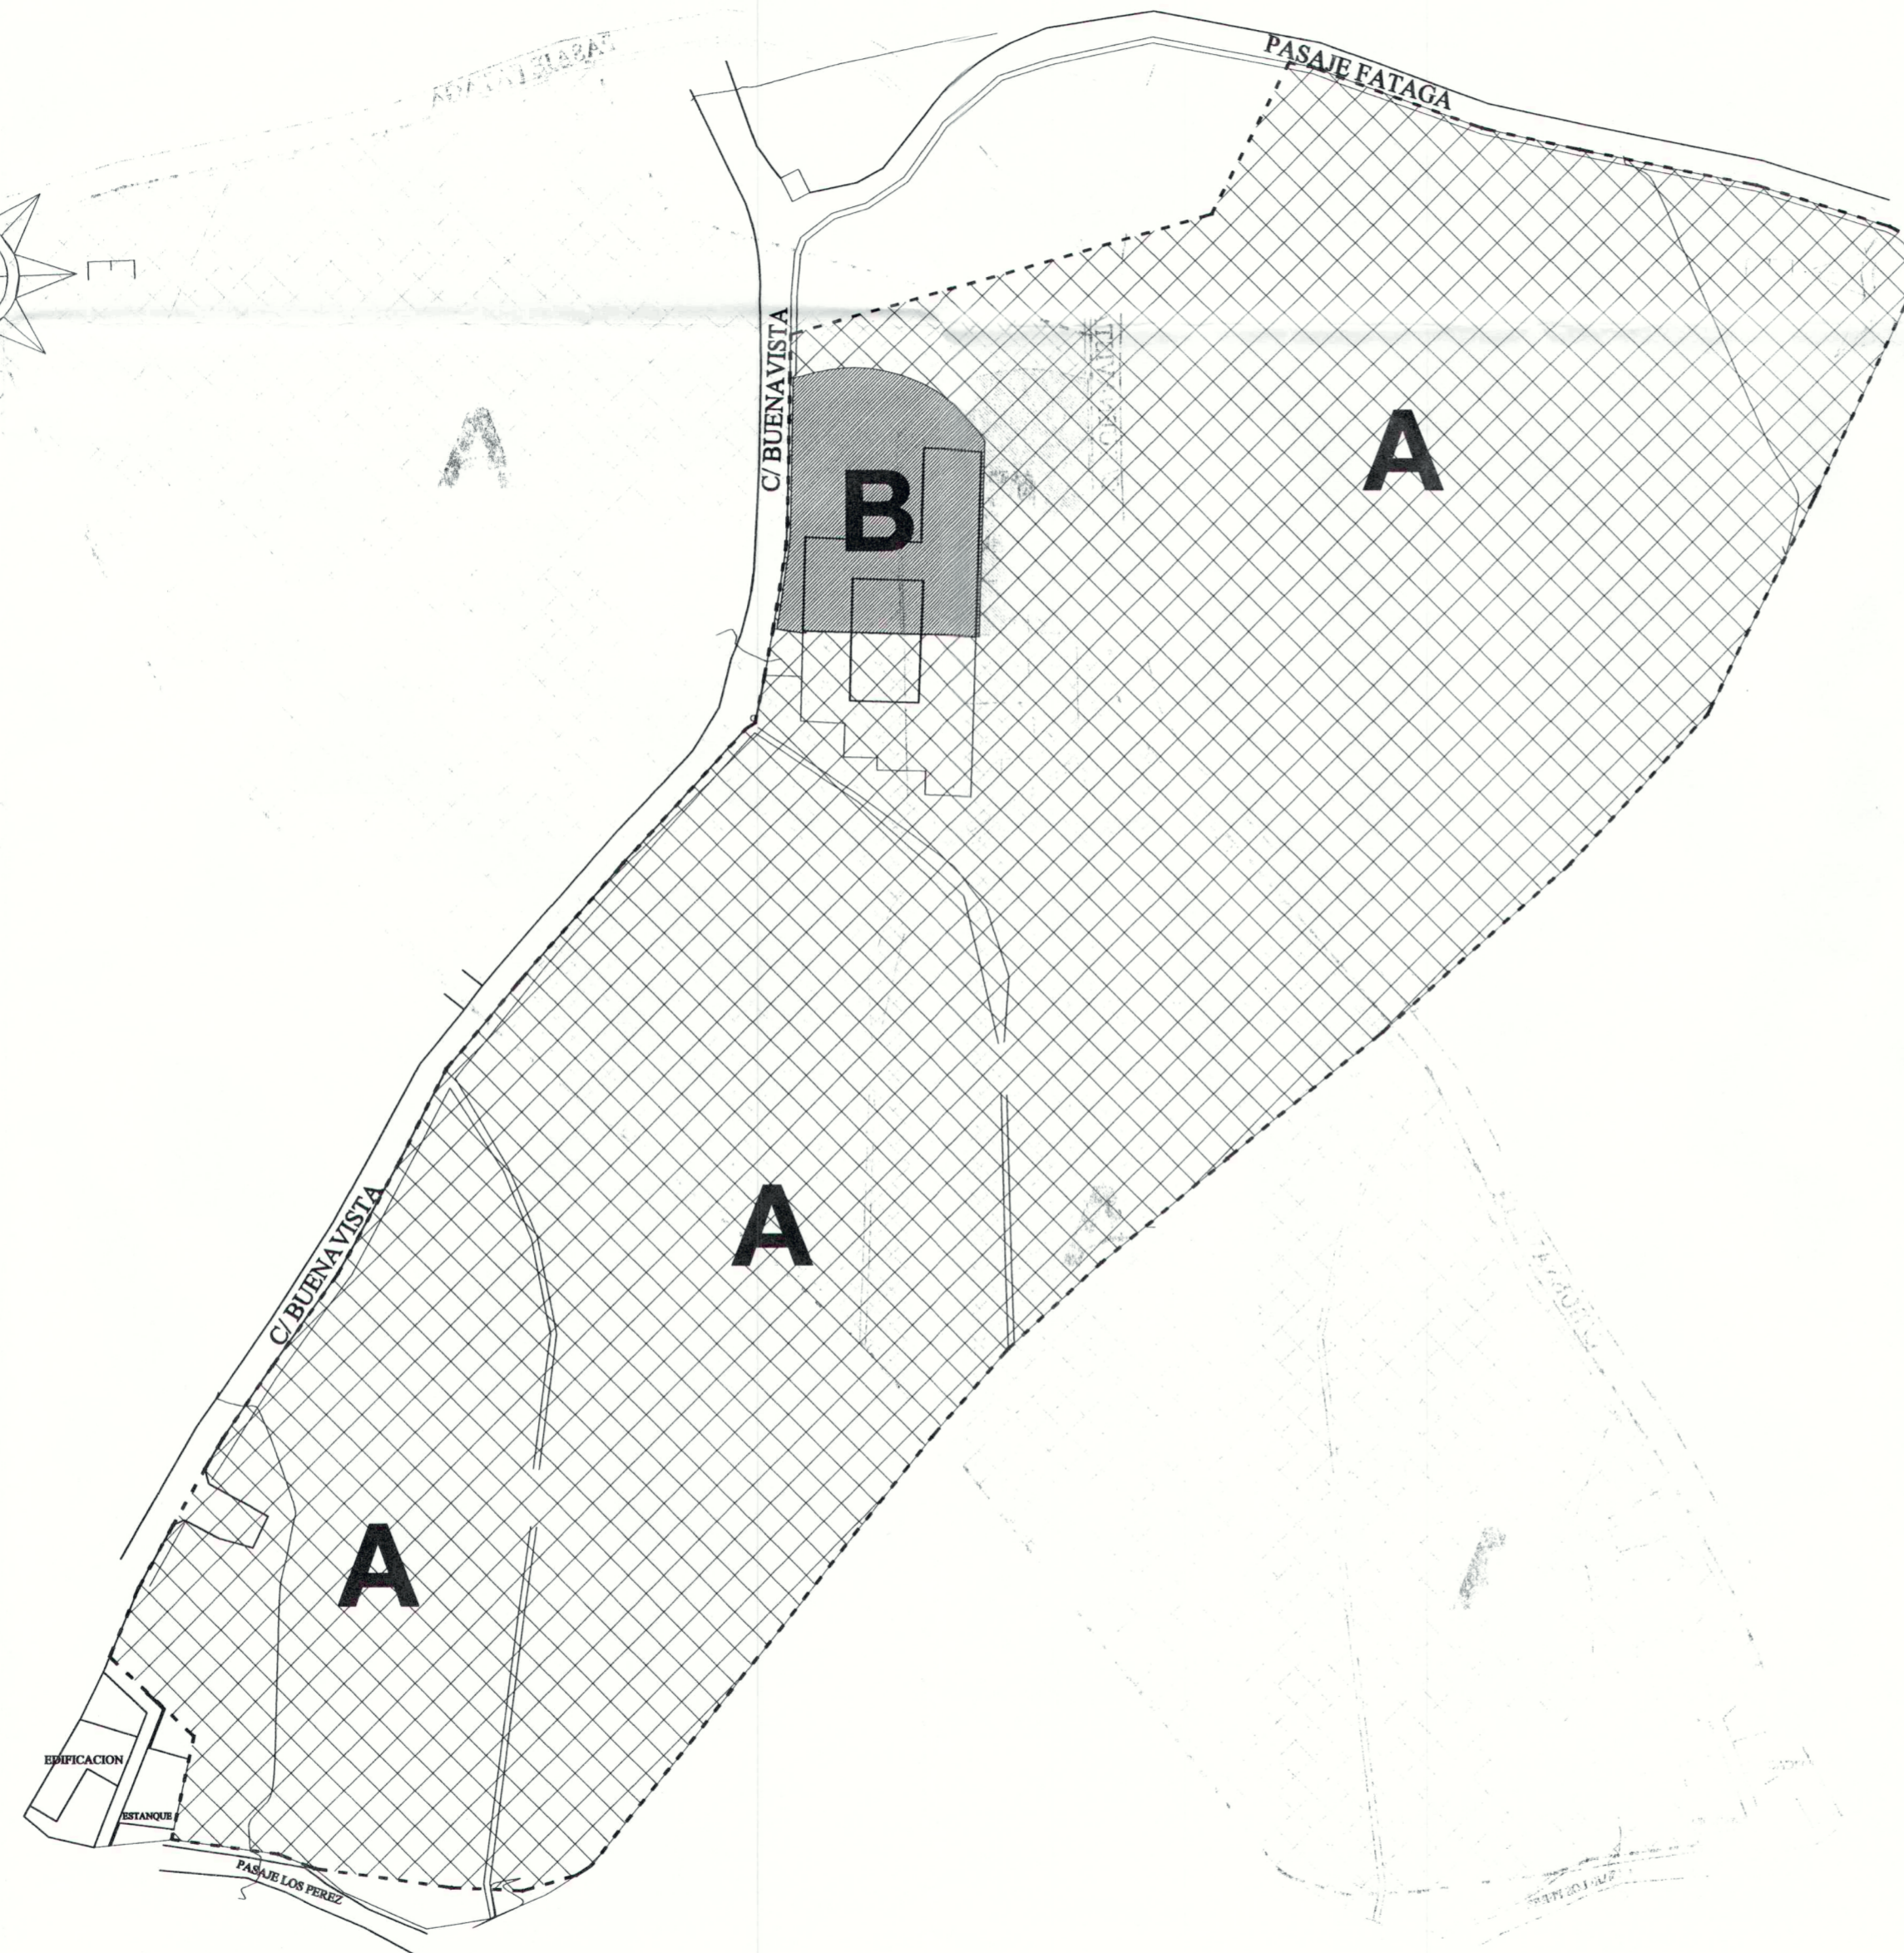 PASAJE FATAGA
E
C/ BUENAVISTA
A
B
A
C/ BUENAVISTA
A
EDIFICACION
ESTANQUE
PASAJE LOS PEREZ